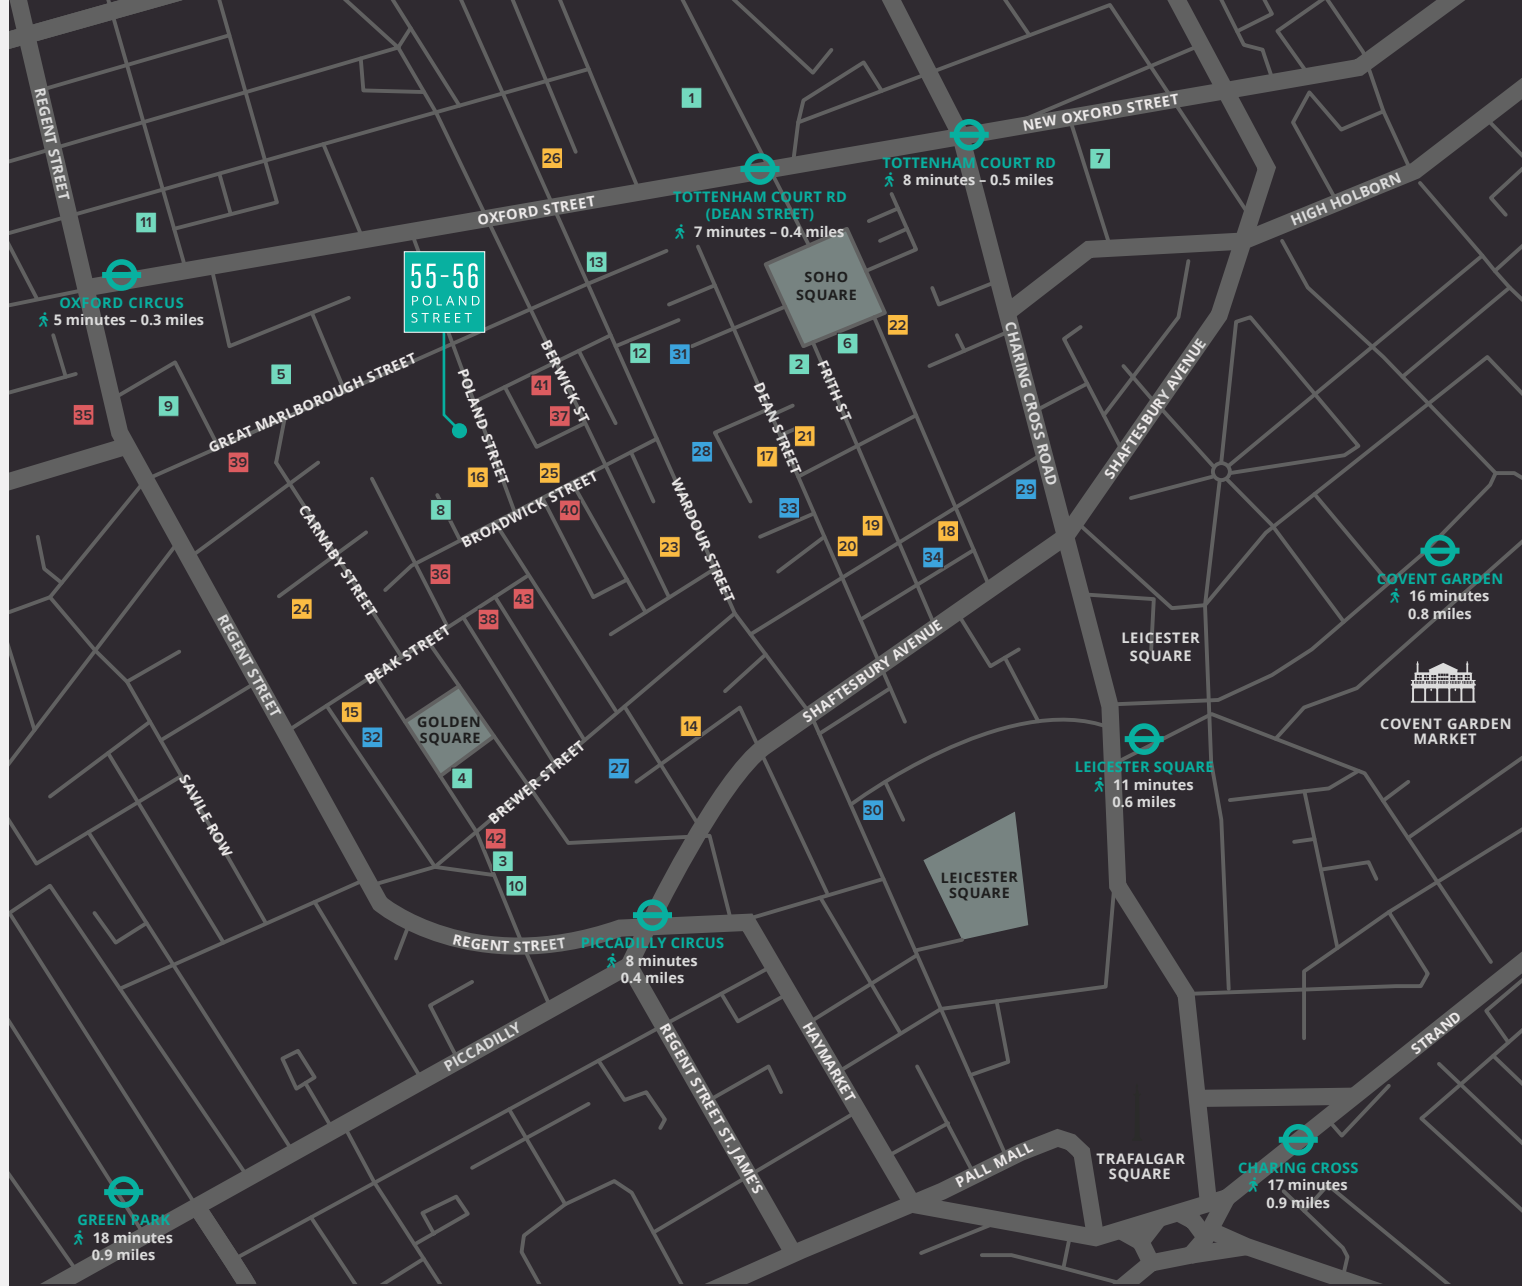 1
26
NEW OXFORD STREET
7
REGENT STREET
TOTTENHAM COURT RD
8 minutes – 0.5 miles
HIGH HOLBORN
TOTTENHAM COURT RD
(DEAN STREET)
7 minutes – 0.4 miles
OXFORD STREET
11
13
55-56
POLAND
STREET
SOHO
SQUARE
OXFORD CIRCUS
5 minutes – 0.3 miles
22
6
2
12
31
5
GREAT MARLBOROUGH STREET
BERWICK ST
POLAND STREET
FRITH ST
DEAN STREET
CHARING CROSS ROAD
SHAFTESBURY AVENUE
41
37
9
35
39
21
17
28
16
25
8
BROADWICK STREET
40
33
29
CARNABY STREET
WARDOUR STREET
19
18
20
34
23
36
43
38
24
COVENT GARDEN
16 minutes
0.8 miles
BEAK STREET
REGENT STREET
SHAFTESBURY AVENUE
LEICESTER
SQUARE
15
32
GOLDEN
SQUARE
14
COVENT GARDEN
MARKET
27
4
BREWER STREET
LEICESTER SQUARE
11 minutes
0.6 miles
SAVILE ROW
30
42
3
10
LEICESTER
SQUARE
REGENT STREET
PICCADILLY CIRCUS
8 minutes
0.4 miles
PICCADILLY
REGENT STREET ST.JAME'S
HAYMARKET
STRAND
PALL MALL
TRAFALGAR
SQUARE
CHARING CROSS
17 minutes
0.9 miles
GREEN PARK
18 minutes
0.9 miles